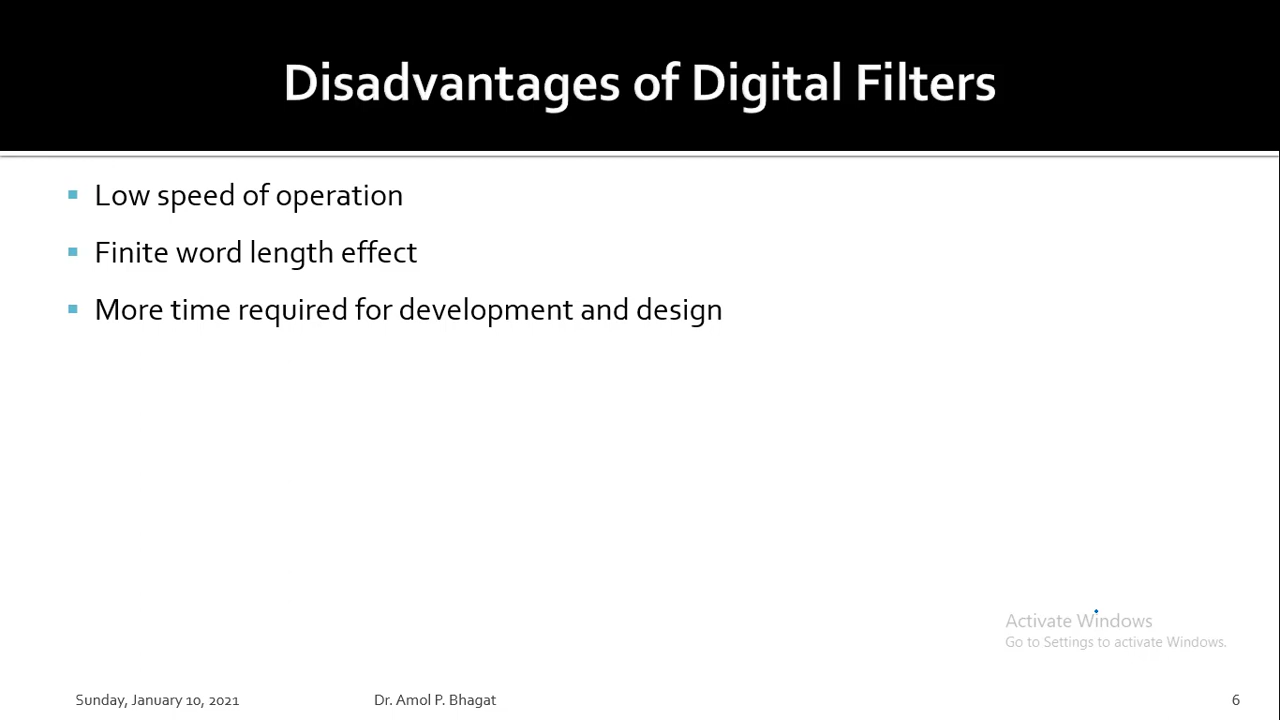 Disadvantages of Digital Filters
Low speed of operation
Finite word length effect
More time required for development and design
Activate Windows
Go to Settings to activate Windows.
Sunday, January 10, 2021
Dr. Amol P. Bhagat
6